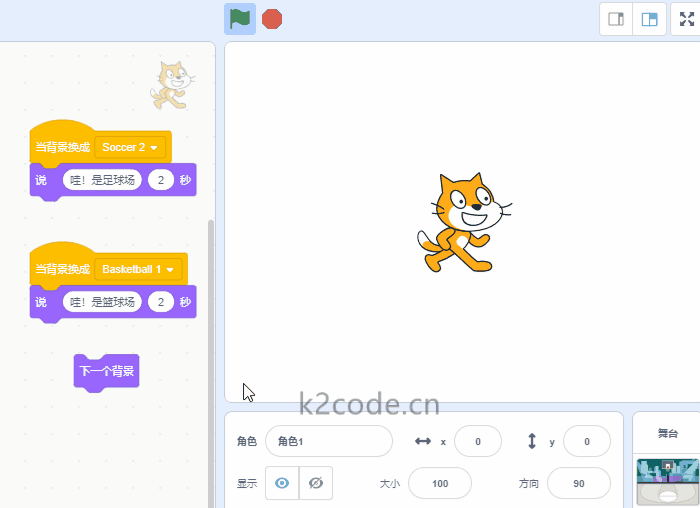 当背景换成 Soccer 2
说 哇！是足球场 2 秒
当背景换成 Basketball 1
说 哇！是篮球场 2 秒
下一个背景
k2code.cn
角色 角色1 x 0 y 0
显示 大小 100 方向 90
舞台